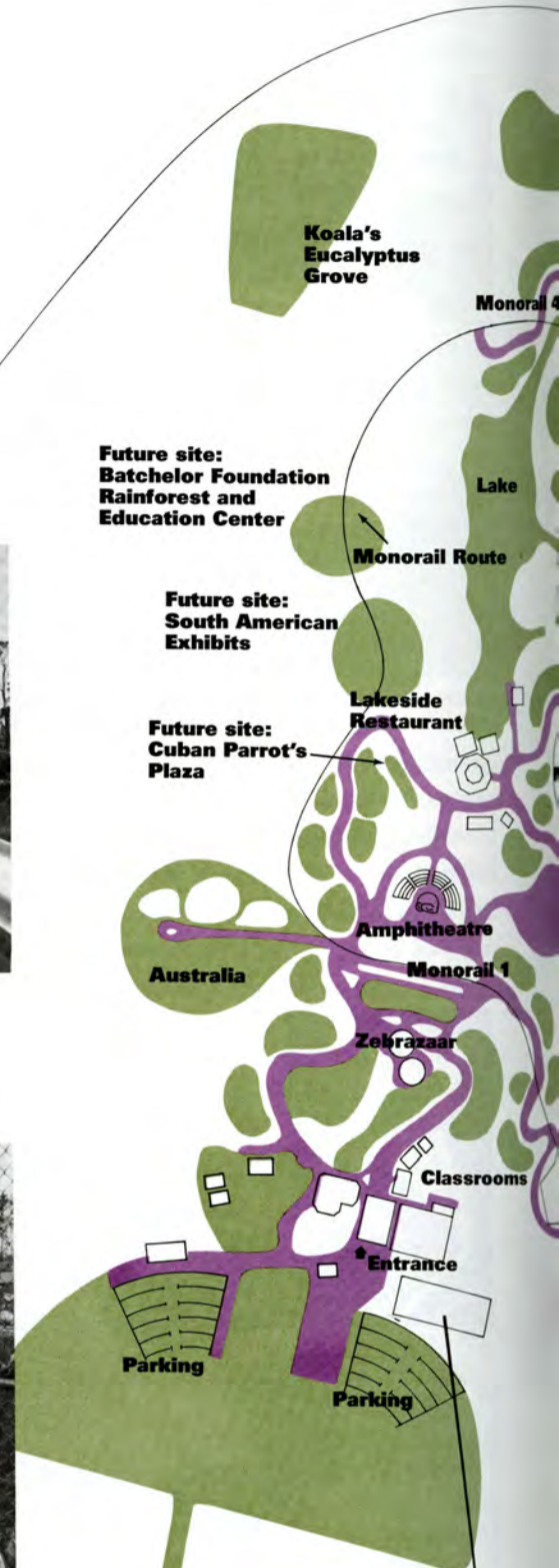 Koala's
Eucalyptus
Grove
Monorail 4
Future site:
Batchelor Foundation
Rainforest and
Education Center
Lake
Monorail Route
Future site:
South American
Exhibits
Lakeside
Restaurant
Future site:
Cuban Parrot's
Plaza
Amphitheatre
Australia
Monorail 1
Zebrazaar
Classrooms
Entrance
Parking
Parking